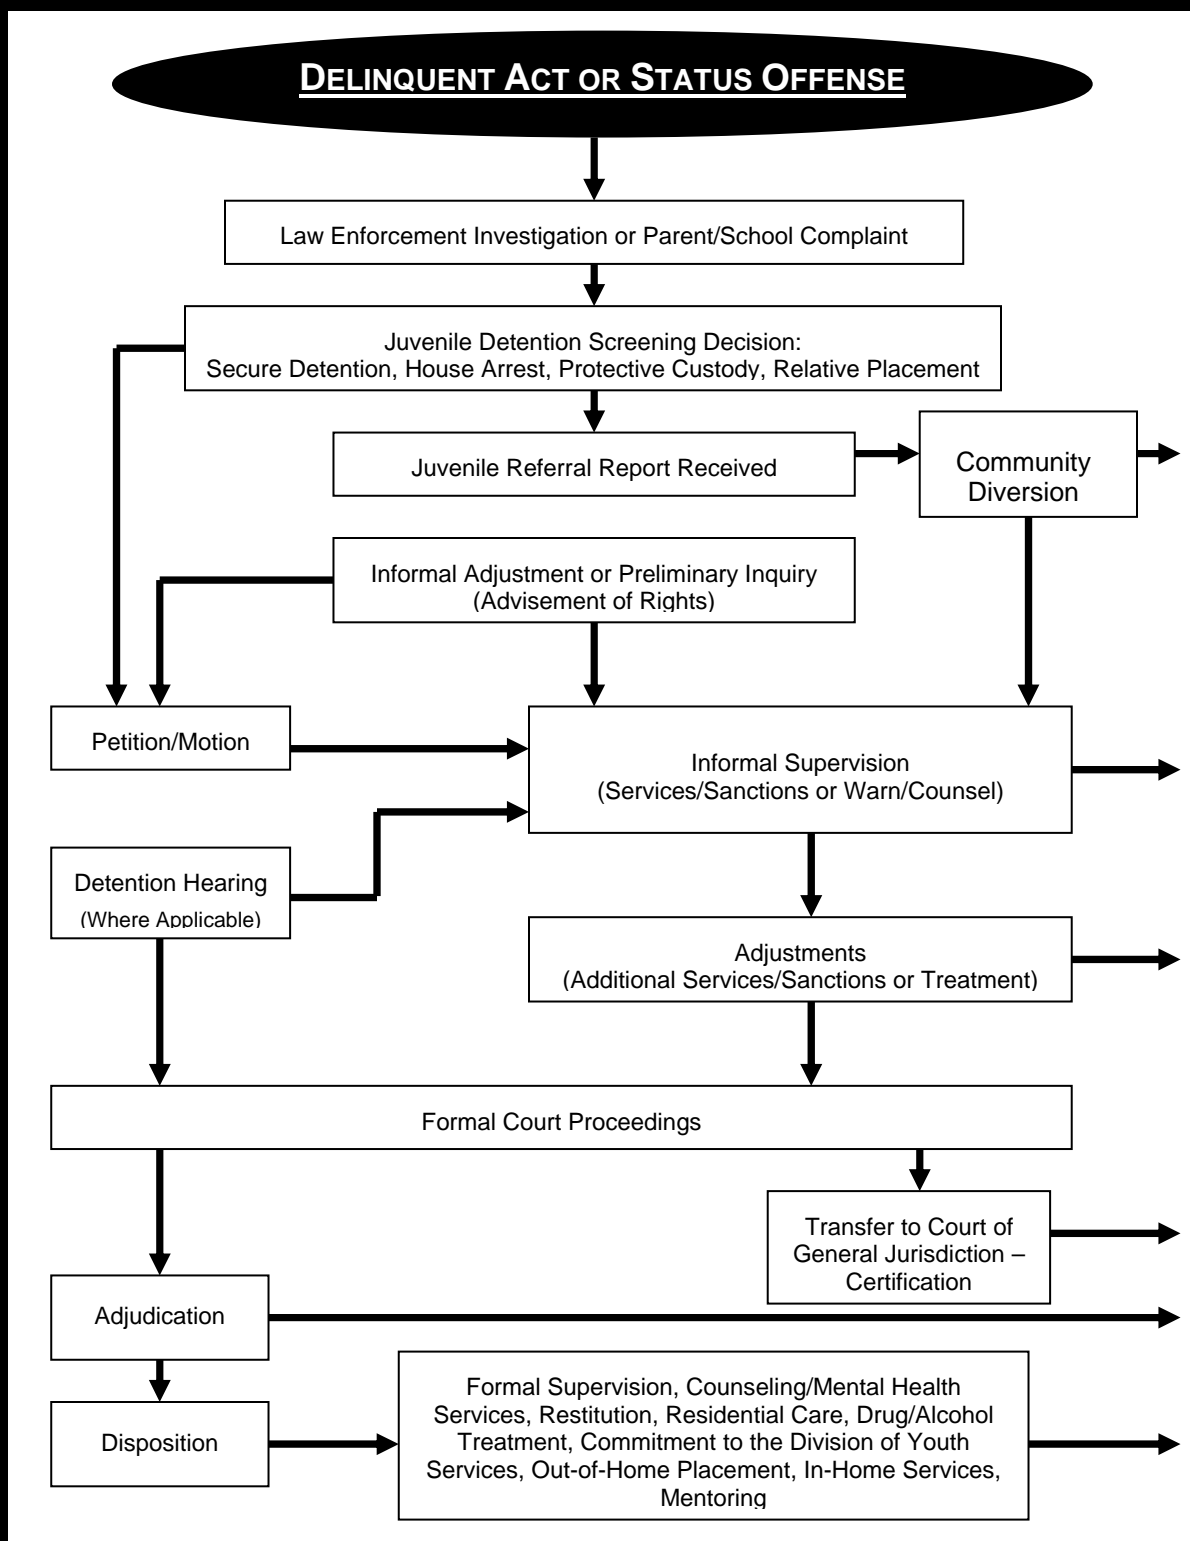 DELINQUENT ACT OR STATUS OFFENSE
Law Enforcement Investigation or Parent/School Complaint
Juvenile Detention Screening Decision:
Secure Detention, House Arrest, Protective Custody, Relative Placement
Juvenile Referral Report Received
Community
Diversion
Informal Adjustment or Preliminary Inquiry
(Advisement of Rights)
Petition/Motion
Informal Supervision
(Services/Sanctions or Warn/Counsel)
Detention Hearing
(Where Applicable)
Adjustments
(Additional Services/Sanctions or Treatment)
Formal Court Proceedings
Transfer to Court of
General Jurisdiction –
Certification
Adjudication
Formal Supervision, Counseling/Mental Health
Services, Restitution, Residential Care, Drug/Alcohol
Treatment, Commitment to the Division of Youth
Services, Out-of-Home Placement, In-Home Services,
Mentoring
Disposition